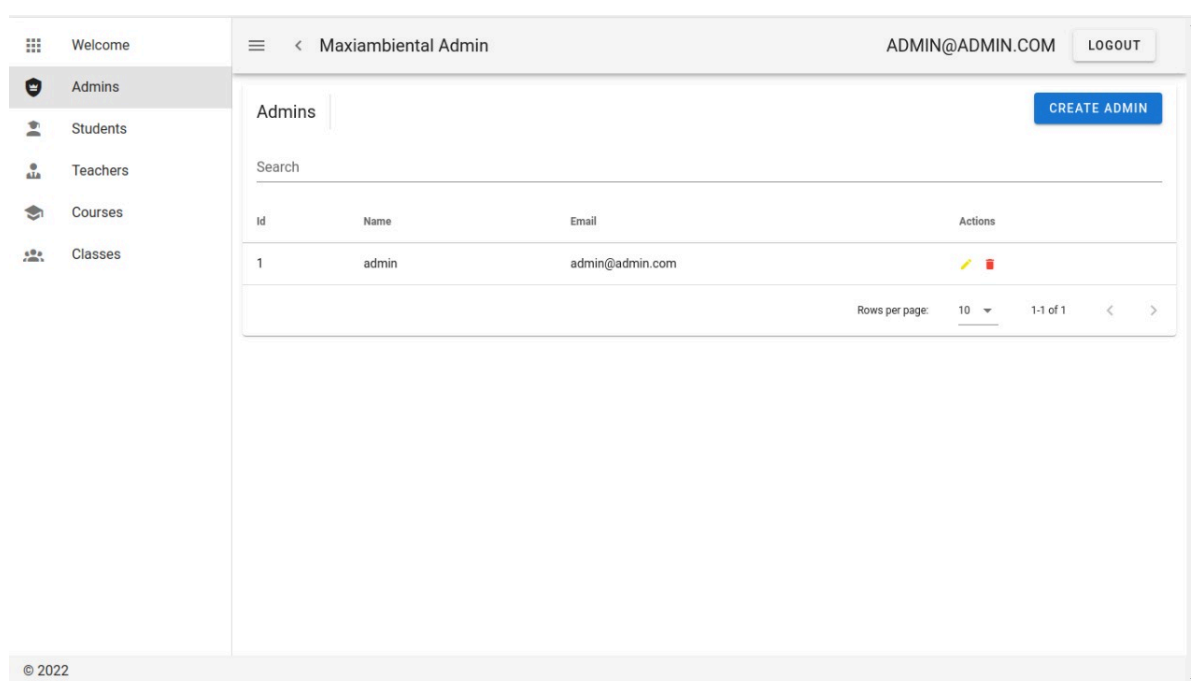 Welcome
Admins
Students
Teachers
Courses
Classes
Maxiambiental Admin ADMIN@ADMIN.COM LOGOUT
Admins CREATE ADMIN
Search
Id Name Email Actions
1 admin admin@admin.com
Rows per page: 10 1-1 of 1
© 2022